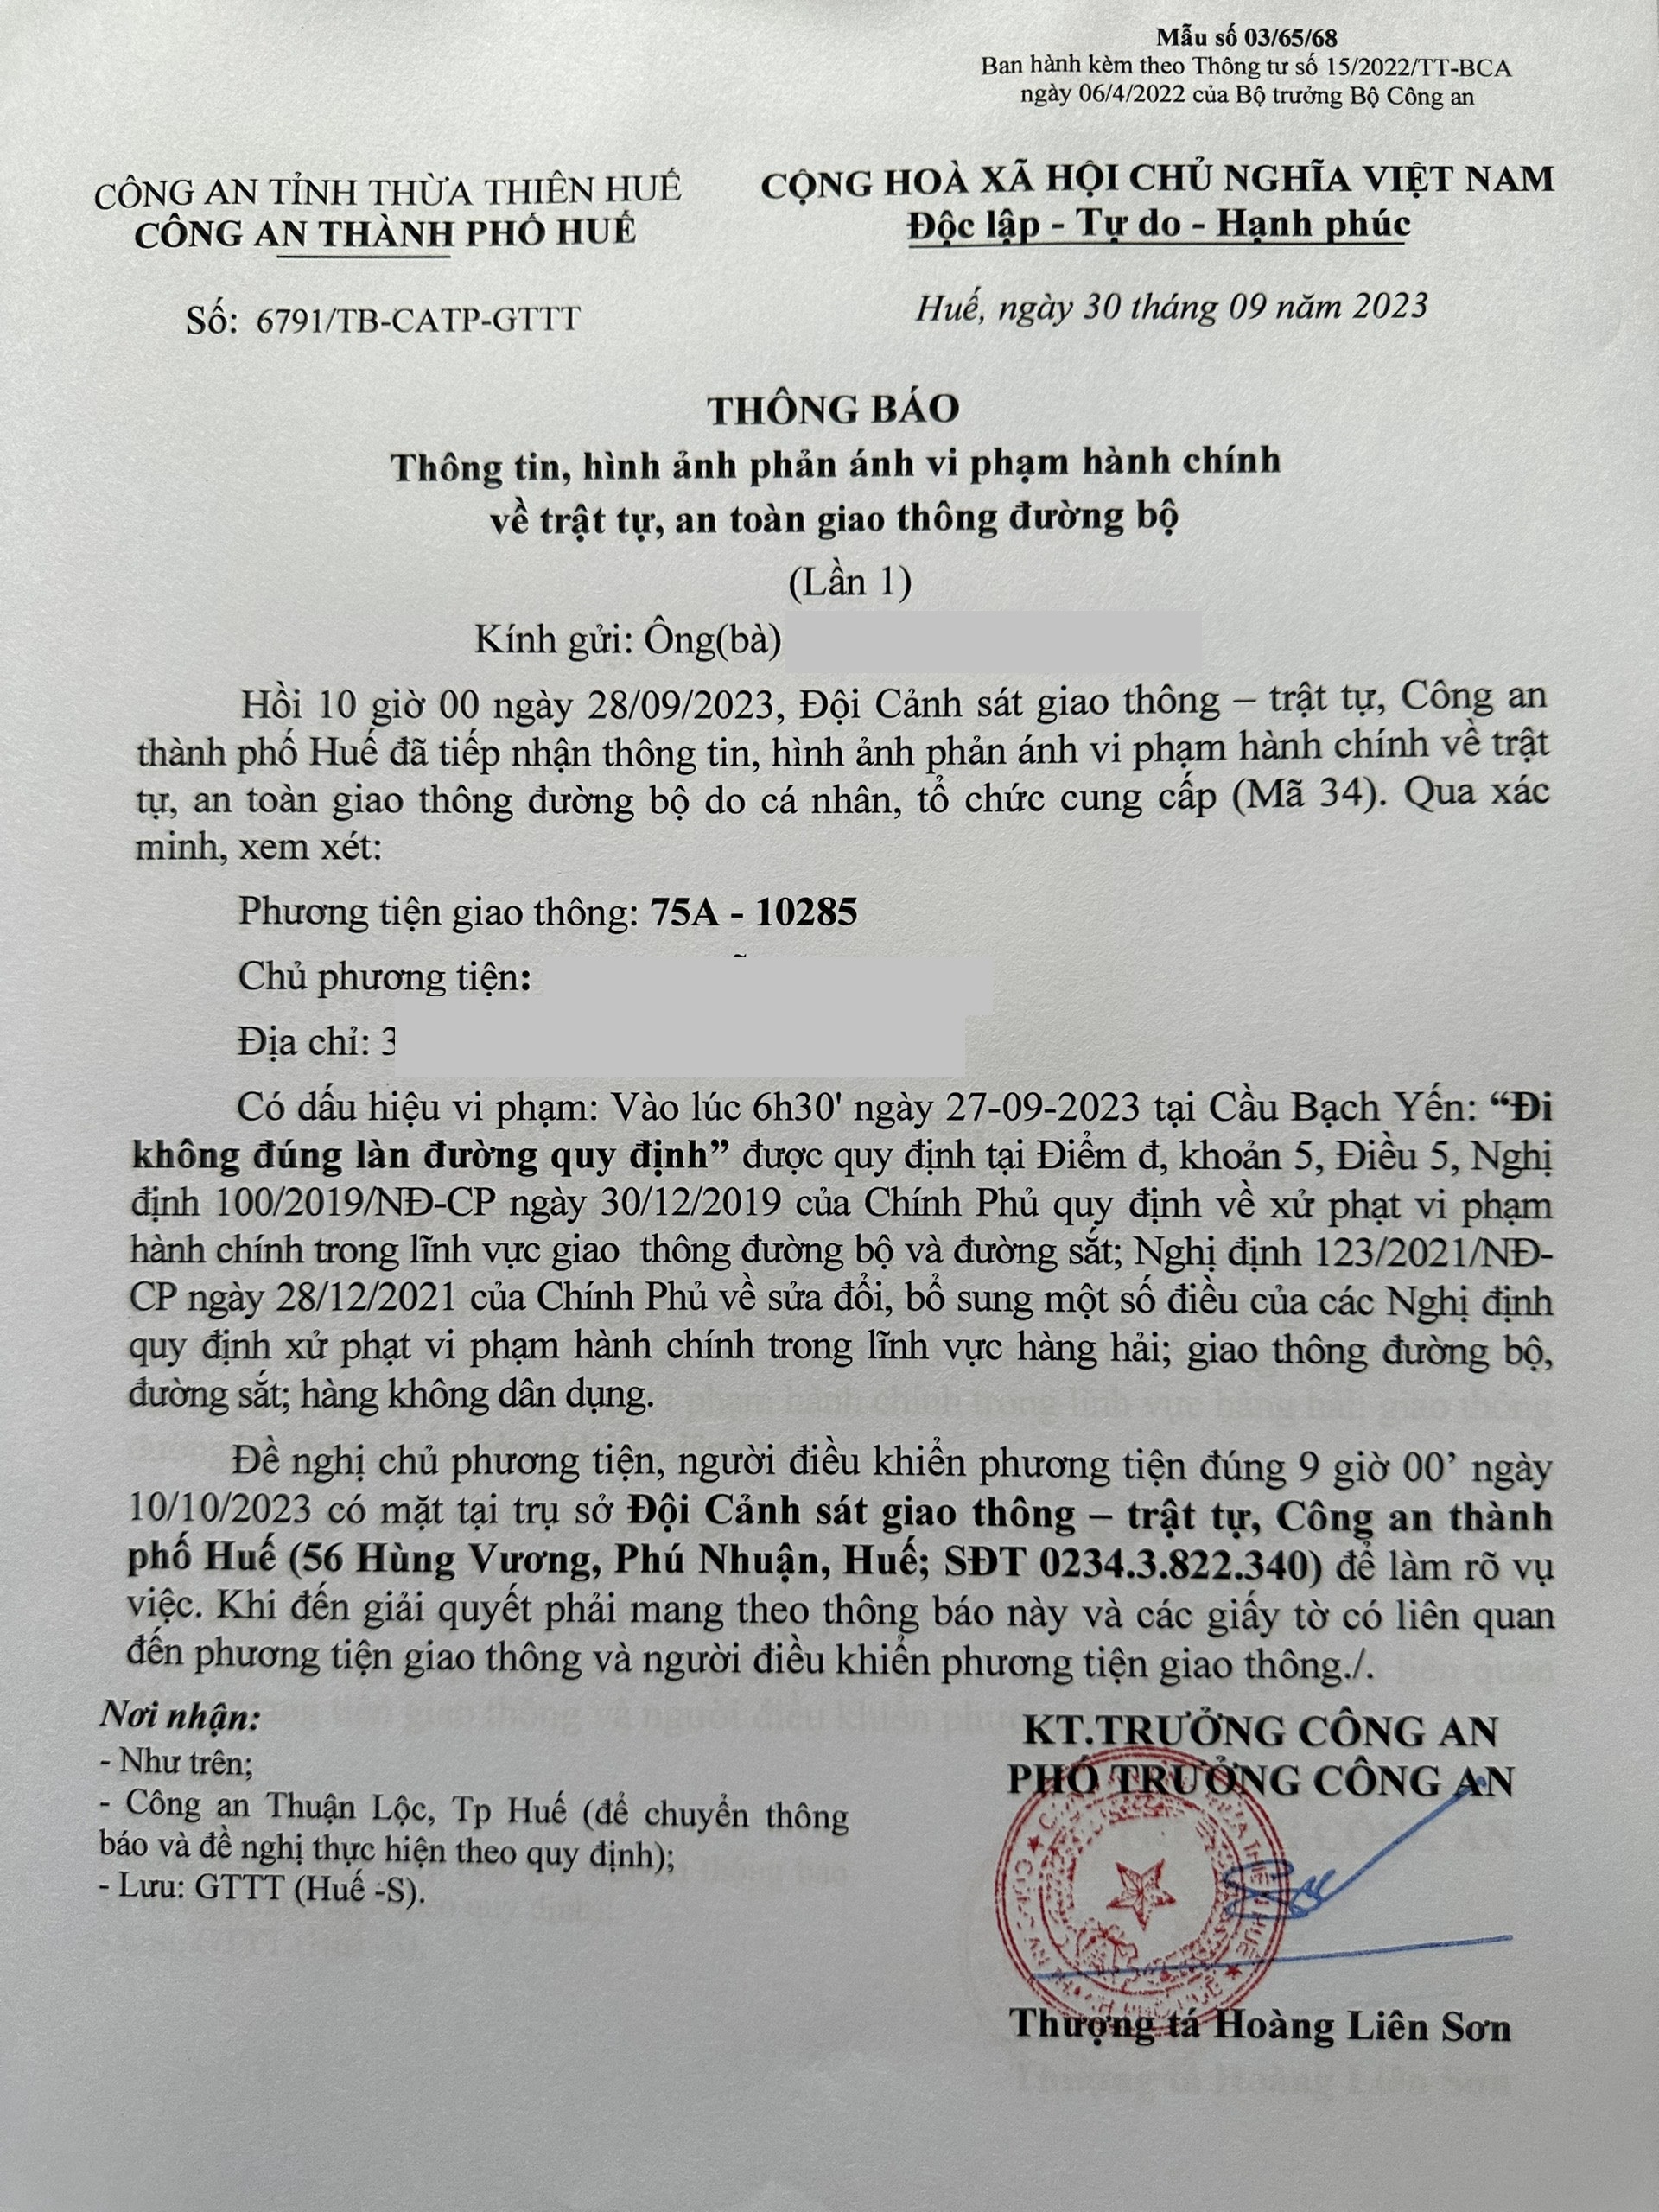 Mẫu số 03/65/68
Ban hành kèm theo Thông tư số 15/2022/TT-BCA
ngày 06/4/2022 của Bộ trưởng Bộ Công an
CÔNG AN TỈNH THỪA THIÊN HUẾ
CÔNG AN THÀNH PHỐ HUẾ
CỘNG HOÀ XÃ HỘI CHỦ NGHĨA VIỆT NAM
Độc lập - Tự do - Hạnh phúc
Số: 6791/TB-CATP-GTTT
Huế, ngày 30 tháng 09 năm 2023
THÔNG BÁO
Thông tin, hình ảnh phản ánh vi phạm hành chính
về trật tự, an toàn giao thông đường bộ
(Lần 1)
Kính gửi: Ông(bà)
Hồi 10 giờ 00 ngày 28/09/2023, Đội Cảnh sát giao thông – trật tự, Công an
thành phố Huế đã tiếp nhận thông tin, hình ảnh phản ánh vi phạm hành chính về trật
tự, an toàn giao thông đường bộ do cá nhân, tổ chức cung cấp (Mã 34). Qua xác
minh, xem xét:
Phương tiện giao thông: 75A - 10285
Chủ phương tiện:
Địa chỉ: 3
Có dấu hiệu vi phạm: Vào lúc 6h30' ngày 27-09-2023 tại Cầu Bạch Yến: “Đi
không đúng làn đường quy định” được quy định tại Điểm đ, khoản 5, Điều 5, Nghị
định 100/2019/NĐ-CP ngày 30/12/2019 của Chính Phủ quy định về xử phạt vi phạm
hành chính trong lĩnh vực giao thông đường bộ và đường sắt; Nghị định 123/2021/NĐ-
CP ngày 28/12/2021 của Chính Phủ về sửa đổi, bổ sung một số điều của các Nghị định
quy định xử phạt vi phạm hành chính trong lĩnh vực hàng hải; giao thông đường bộ,
đường sắt; hàng không dân dụng.
Đề nghị chủ phương tiện, người điều khiển phương tiện đúng 9 giờ 00’ ngày
10/10/2023 có mặt tại trụ sở Đội Cảnh sát giao thông – trật tự, Công an thành
phố Huế (56 Hùng Vương, Phú Nhuận, Huế; SĐT 0234.3.822.340) để làm rõ vụ
việc. Khi đến giải quyết phải mang theo thông báo này và các giấy tờ có liên quan
đến phương tiện giao thông và người điều khiển phương tiện giao thông./.
Nơi nhận:
- Như trên;
- Công an Thuận Lộc, Tp Huế (để chuyển thông
báo và đề nghị thực hiện theo quy định);
- Lưu: GTTT (Huế -S).
KT.TRƯỞNG CÔNG AN
PHÓ TRƯỞNG CÔNG AN
Thượng tá Hoàng Liên Sơn